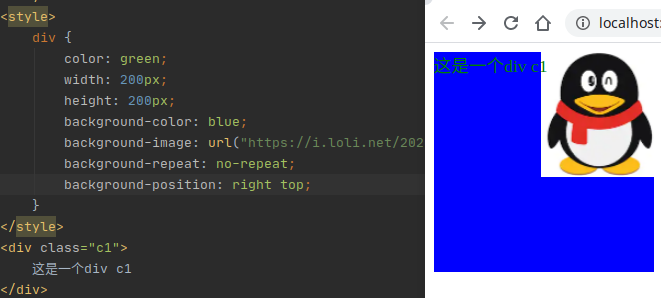 <style>
div {
color: green;
width: 200px;
height: 200px;
background-color: blue;
background-image: url("https://i.loli.net/202
background-repeat: no-repeat;
background-position: right top;
}
</style>
<div class="c1">
这是一个div c1
</div>
localhost:
这是一个div c1